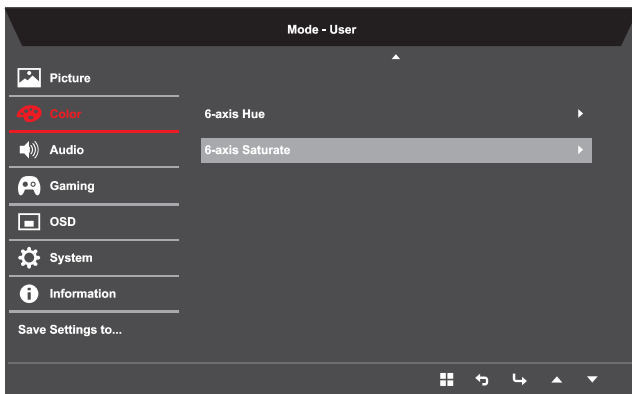 Mode - User
Picture
Color
6-axis Hue
Audio
6-axis Saturate
Gaming
OSD
System
Information
Save Settings to...